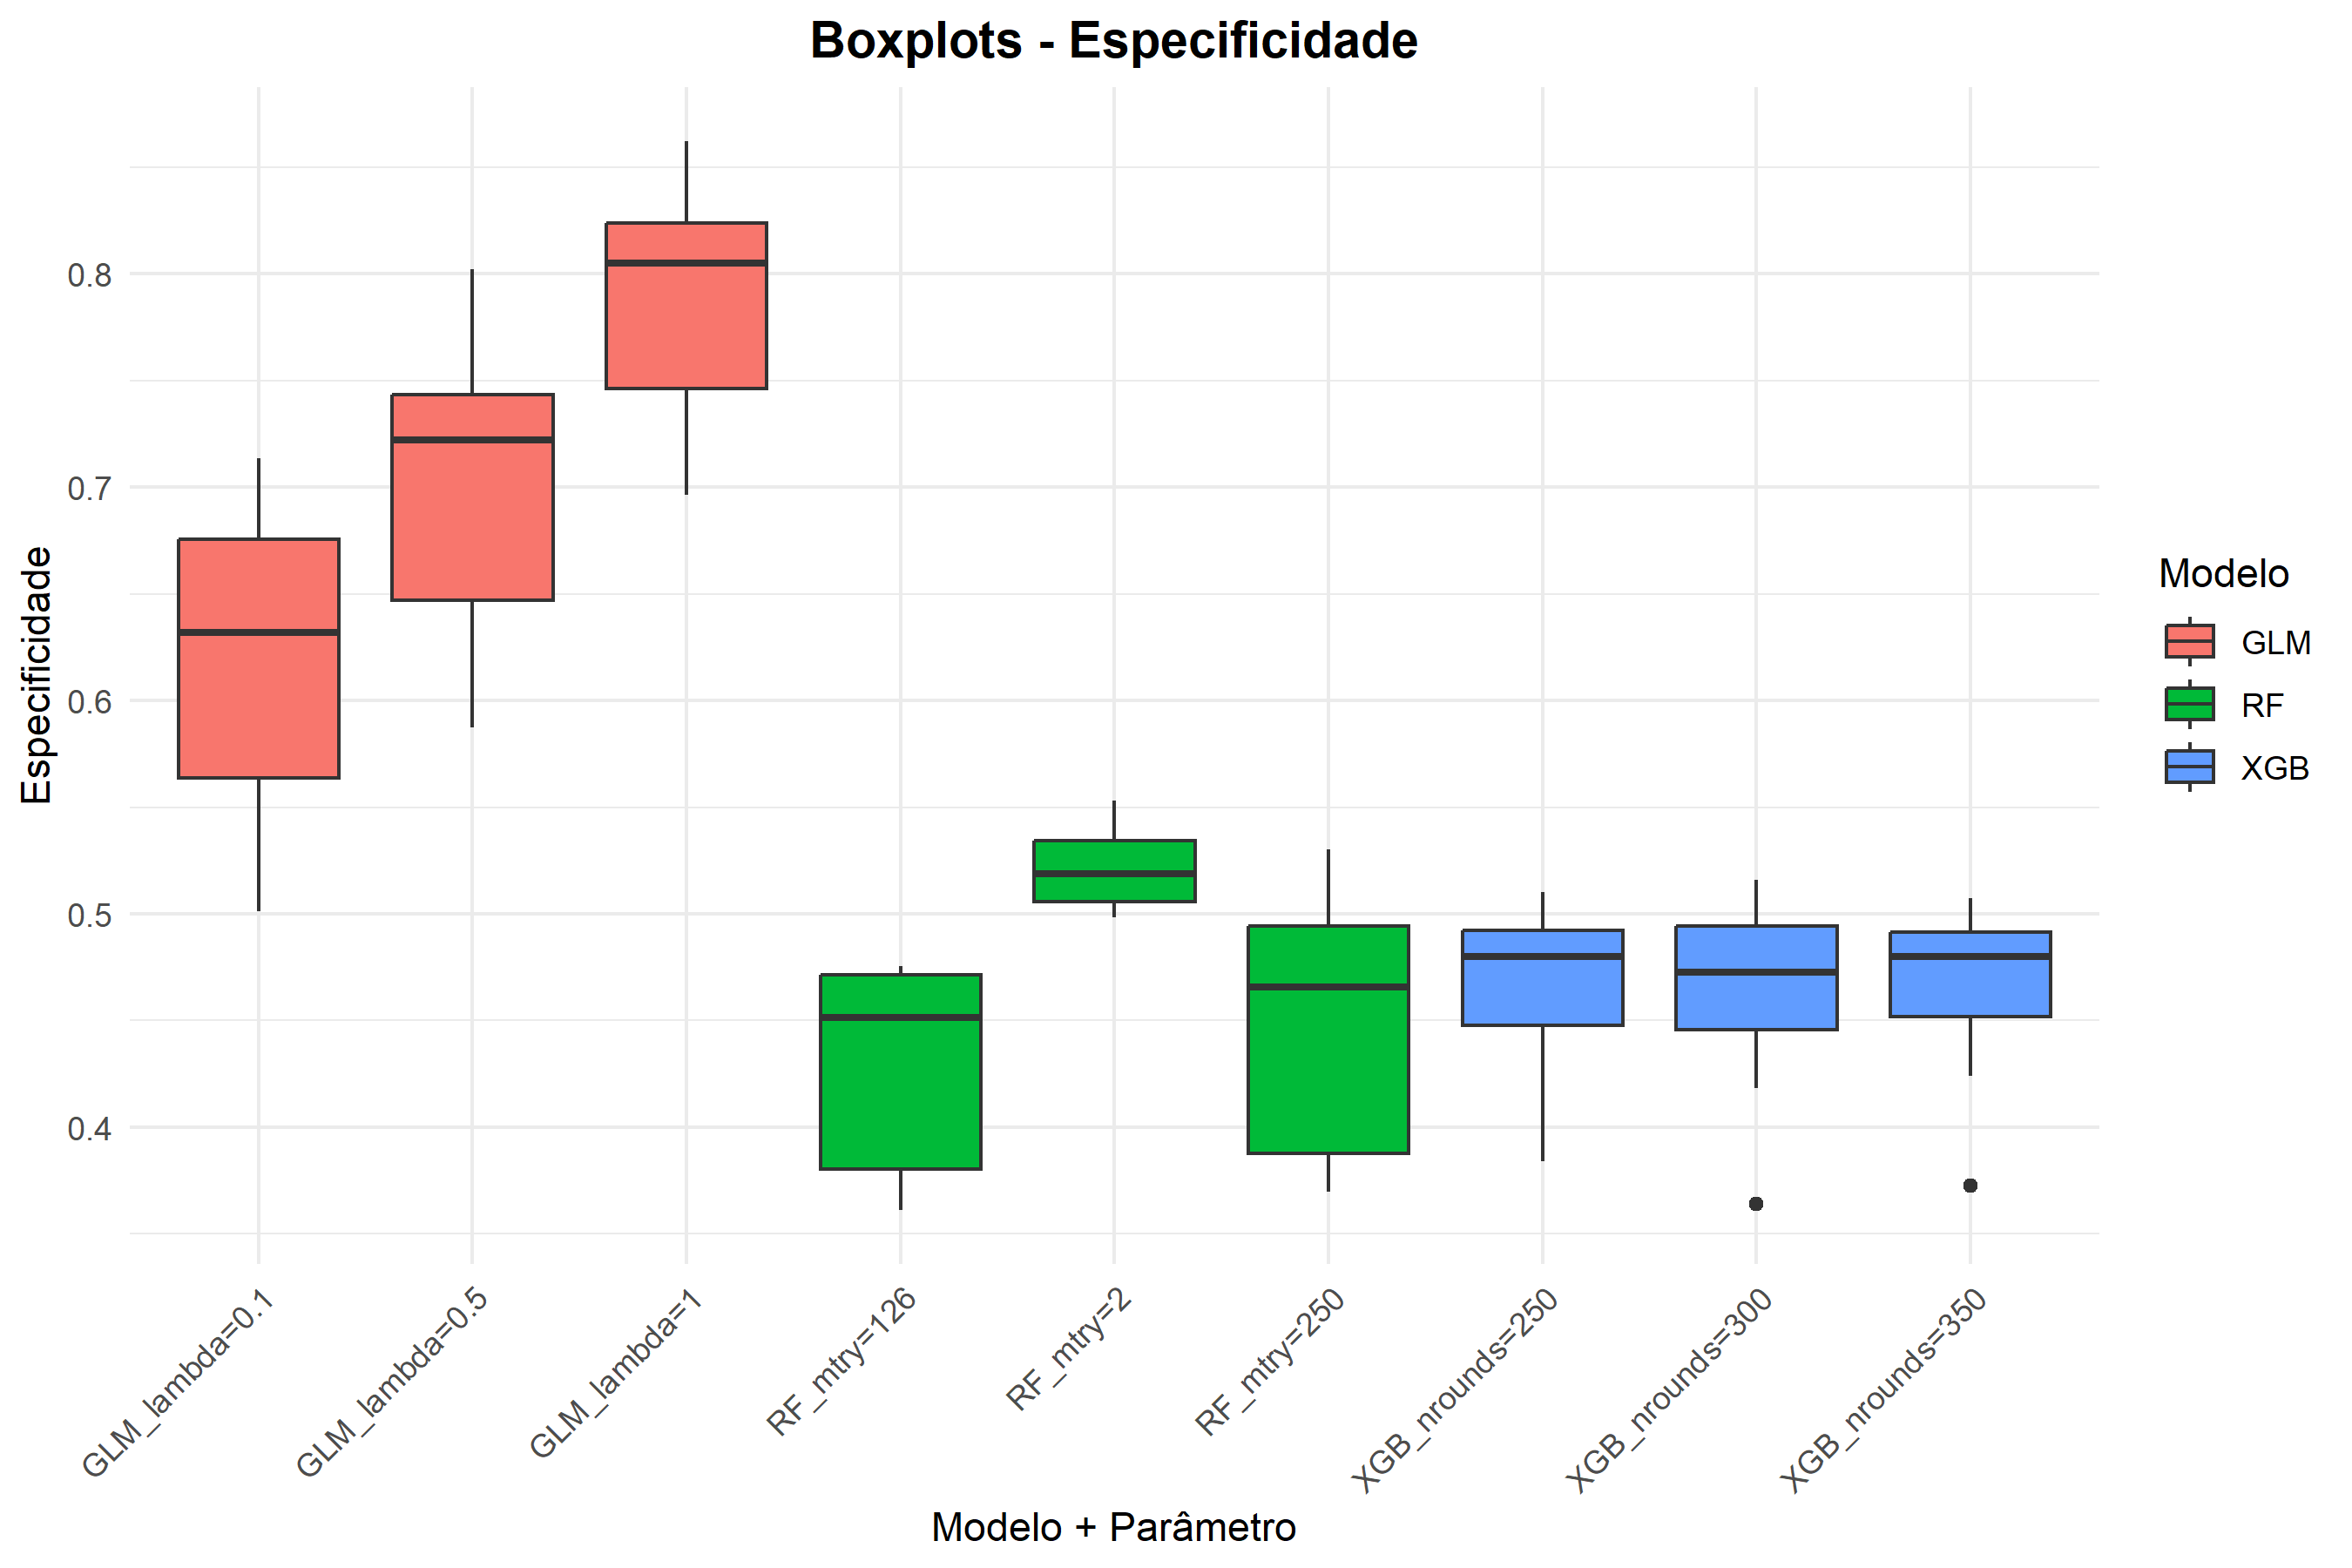 Boxplots - Especificidade
Especificidade
0.8
0.7
0.6
0.5
0.4
GLM_lambda=0.1
GLM_lambda=0.5
GLM_lambda=1
RF_mtry=126
RF_mtry=2
RF_mtry=250
XGB_nrounds=250
XGB_nrounds=300
XGB_nrounds=350
Modelo + Parâmetro
Modelo
GLM
RF
XGB